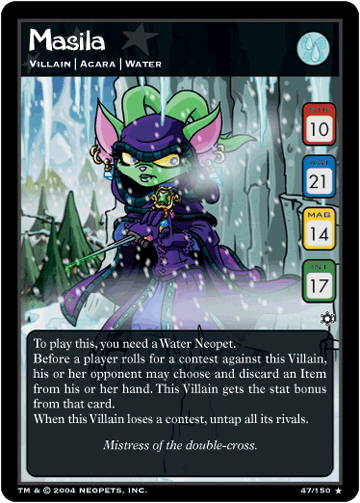 Masila
VILLAIN | ACARA | WATER
STR
10
AGI
21
MAG
14
INT
17
To play this, you need a Water Neopet.
Before a player rolls for a contest against this Villain,
his or her opponent may choose and discard an Item
from his or her hand. This Villain gets the stat bonus
from that card.
When this Villain loses a contest, untap all its rivals.
Mistress of the double-cross.
TM & © 2004 NEOPETS, INC.
47/150 ★